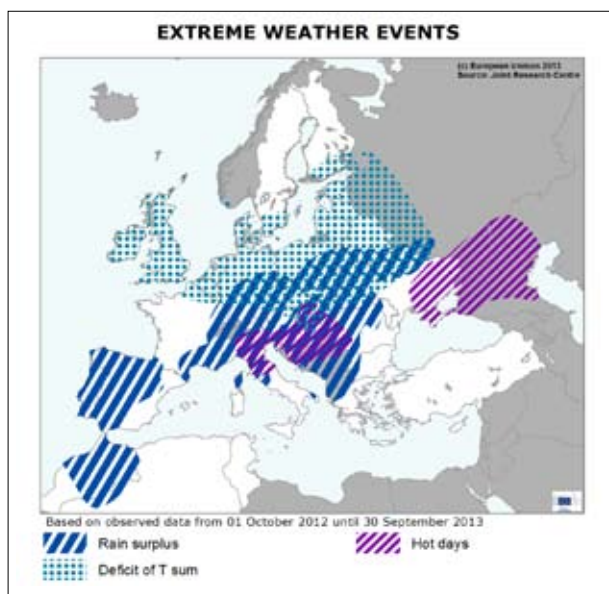 EXTREME WEATHER EVENTS
(c) European Union 2013
Source: Joint Research Centre
Based on observed data from 01 October 2012 until 30 September 2013
Rain surplus
Hot days
Deficit of T sum